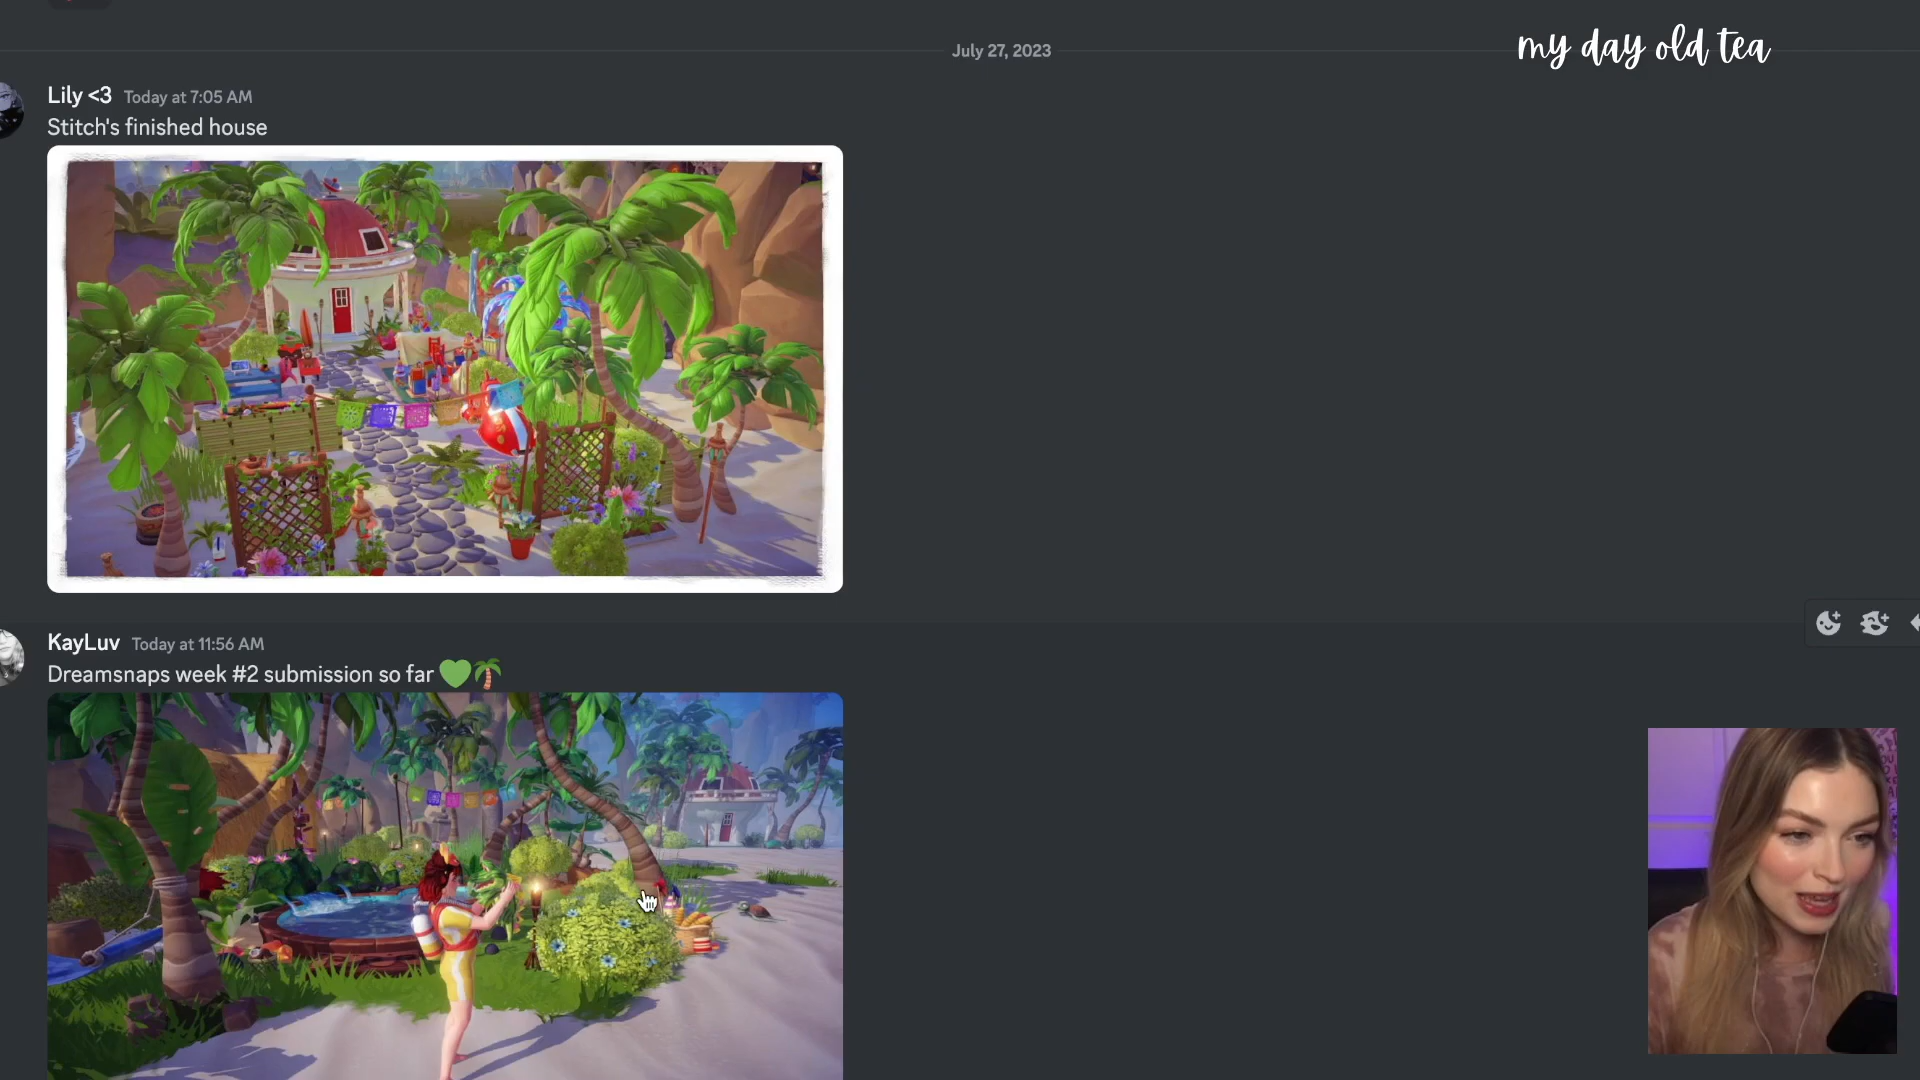 July 27, 2023
my day old tea
Lily <3 Today at 7:05 AM
Stitch's finished house
KayLuv Today at 11:56 AM
Dreamsnaps week #2 submission so far 💚🌴